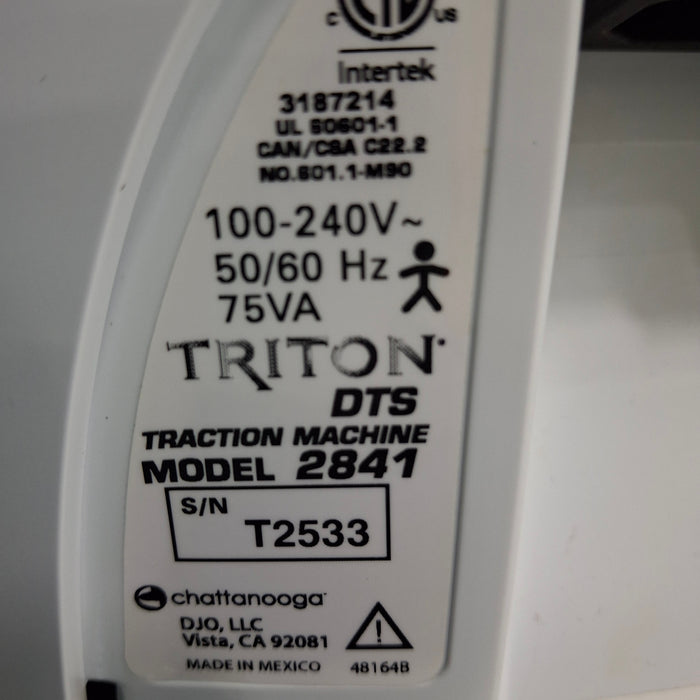 C US
Intertek
3187214
UL 60601-1
CAN/CSA C22.2
NO.601.1-M90
100-240V~
50/60 Hz
75VA
TRITON
DTS
TRACTION MACHINE
MODEL 2841
S/N
T2533
chattanooga
DJO, LLC
Vista, CA 92081
MADE IN MEXICO 48164B